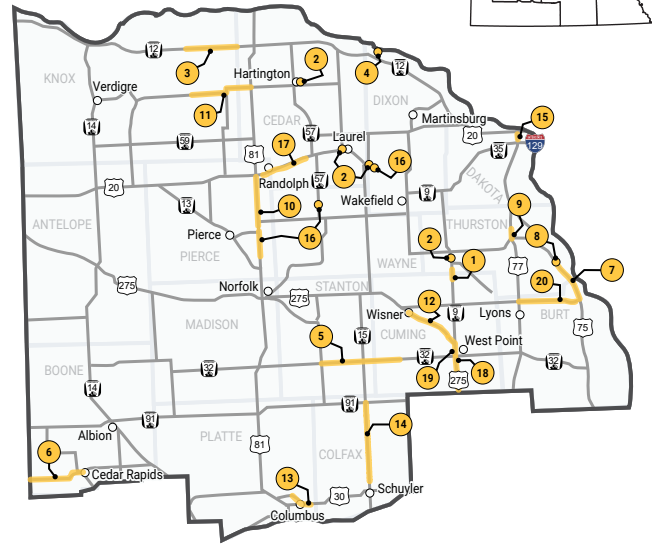 12
2
3
Hartington
4
12
KNOX
Verdigre
DIXON
11
14
CEDAR
Martinsburg
15
57
20
59
17
Laurel
35
129
81
2
16
Randolph
57
DAKOTA
20
9
13
10
Wakefield
9
ANTELOPE
THURSTON
Pierce
16
2
8
PIERCE
WAYNE
1
77
7
275
Norfolk
STANTON
20
275
12
Wisner
9
Lyons
BURT
MADISON
5
15
CUMING
75
West Point
32
32
BOONE
32
19
18
14
275
91
91
14
Albion
PLATTE
81
6
COLFAX
Cedar Rapids
13
30
Schuyler
Columbus